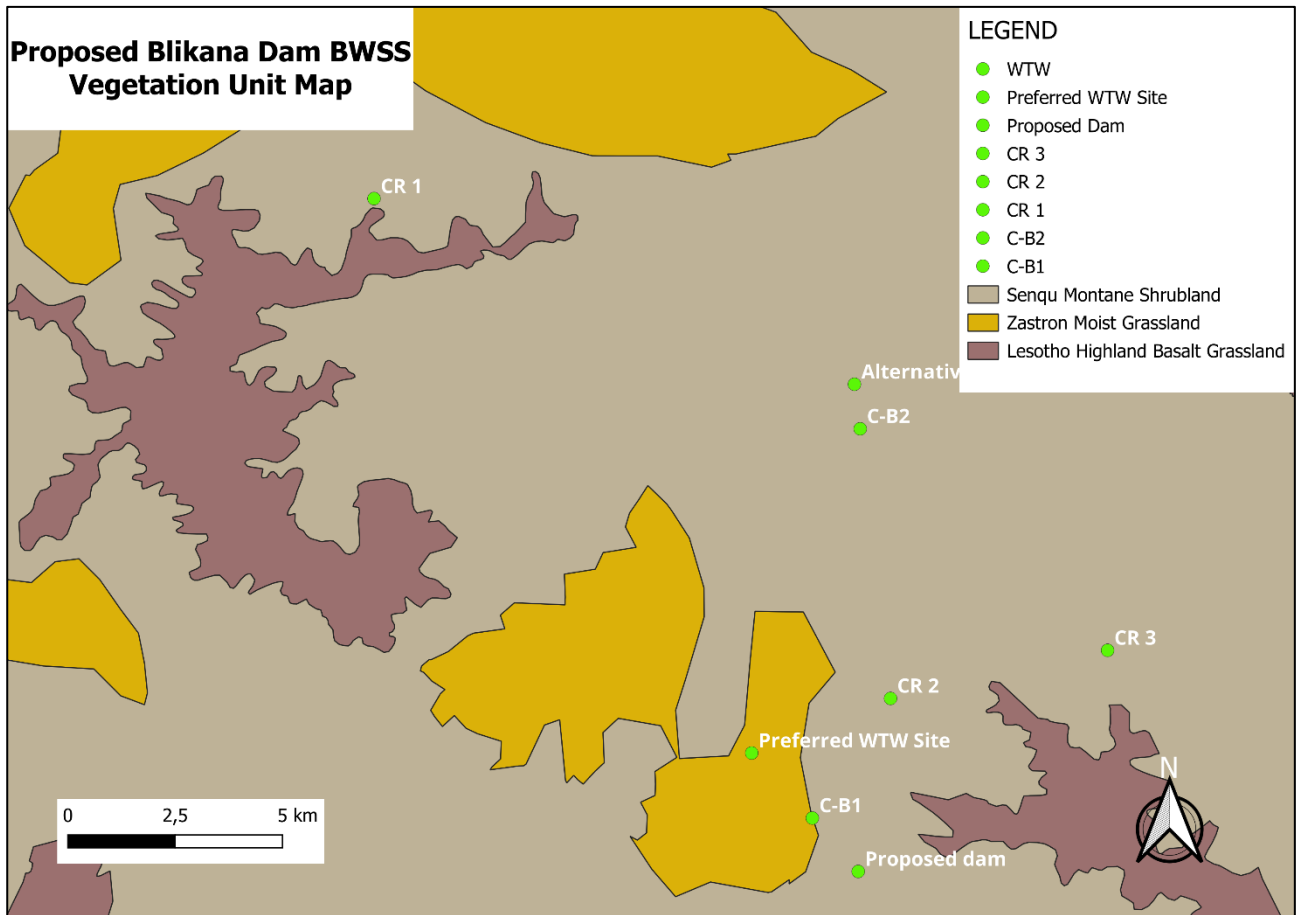 Proposed Blikana Dam BWSS
Vegetation Unit Map
LEGEND
WTW
Preferred WTW Site
Proposed Dam
CR 3
CR 2
CR 1
C-B2
C-B1
Senqu Montane Shrubland
Zastron Moist Grassland
Lesotho Highland Basalt Grassland
CR 1
Alternativ
C-B2
CR 3
CR 2
Preferred WTW Site
C-B1
Proposed dam
N
0 2,5 5 km